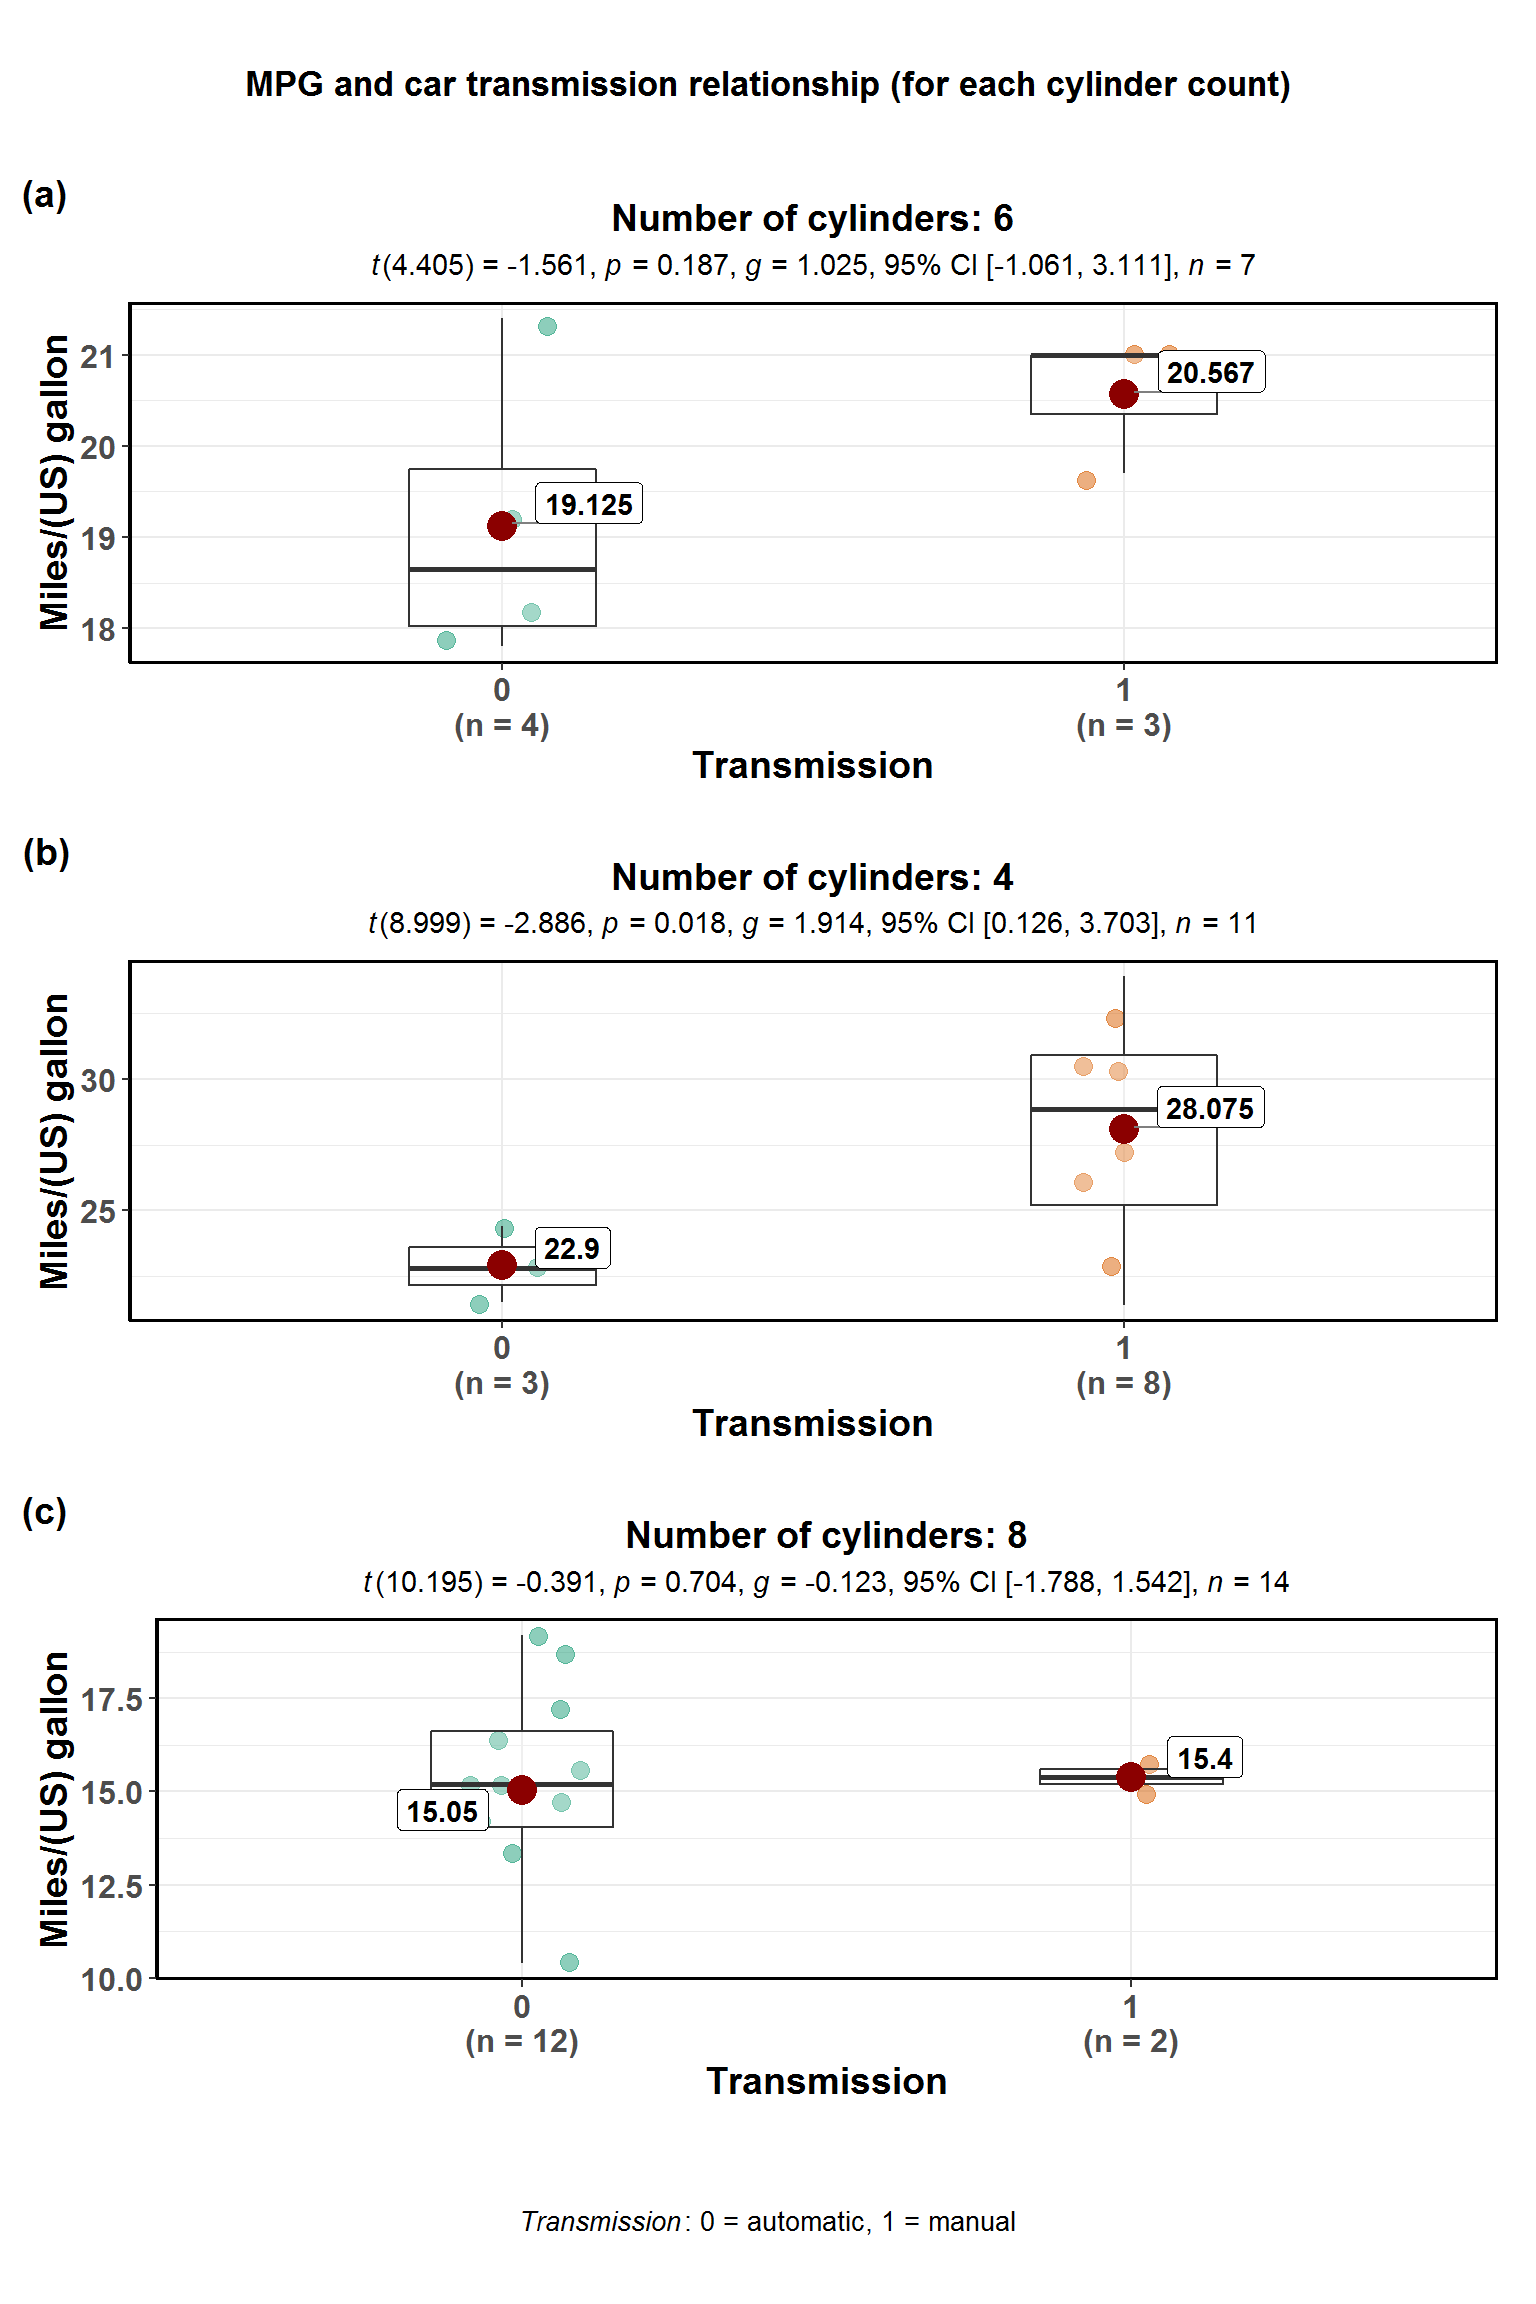 MPG and car transmission relationship (for each cylinder count)
(a)
Number of cylinders: 6
t(4.405) = -1.561, p = 0.187, g = 1.025, 95% CI [-1.061, 3.111], n = 7
Miles/(US) gallon
21
20
19
18
19.125
20.567
0
(n = 4)
1
(n = 3)
Transmission
(b)
Number of cylinders: 4
t(8.999) = -2.886, p = 0.018, g = 1.914, 95% CI [0.126, 3.703], n = 11
Miles/(US) gallon
30
25
22.9
28.075
0
(n = 3)
1
(n = 8)
Transmission
(c)
Number of cylinders: 8
t(10.195) = -0.391, p = 0.704, g = -0.123, 95% CI [-1.788, 1.542], n = 14
Miles/(US) gallon
17.5
15.0
12.5
10.0
15.05
15.4
0
(n = 12)
1
(n = 2)
Transmission
Transmission: 0 = automatic, 1 = manual